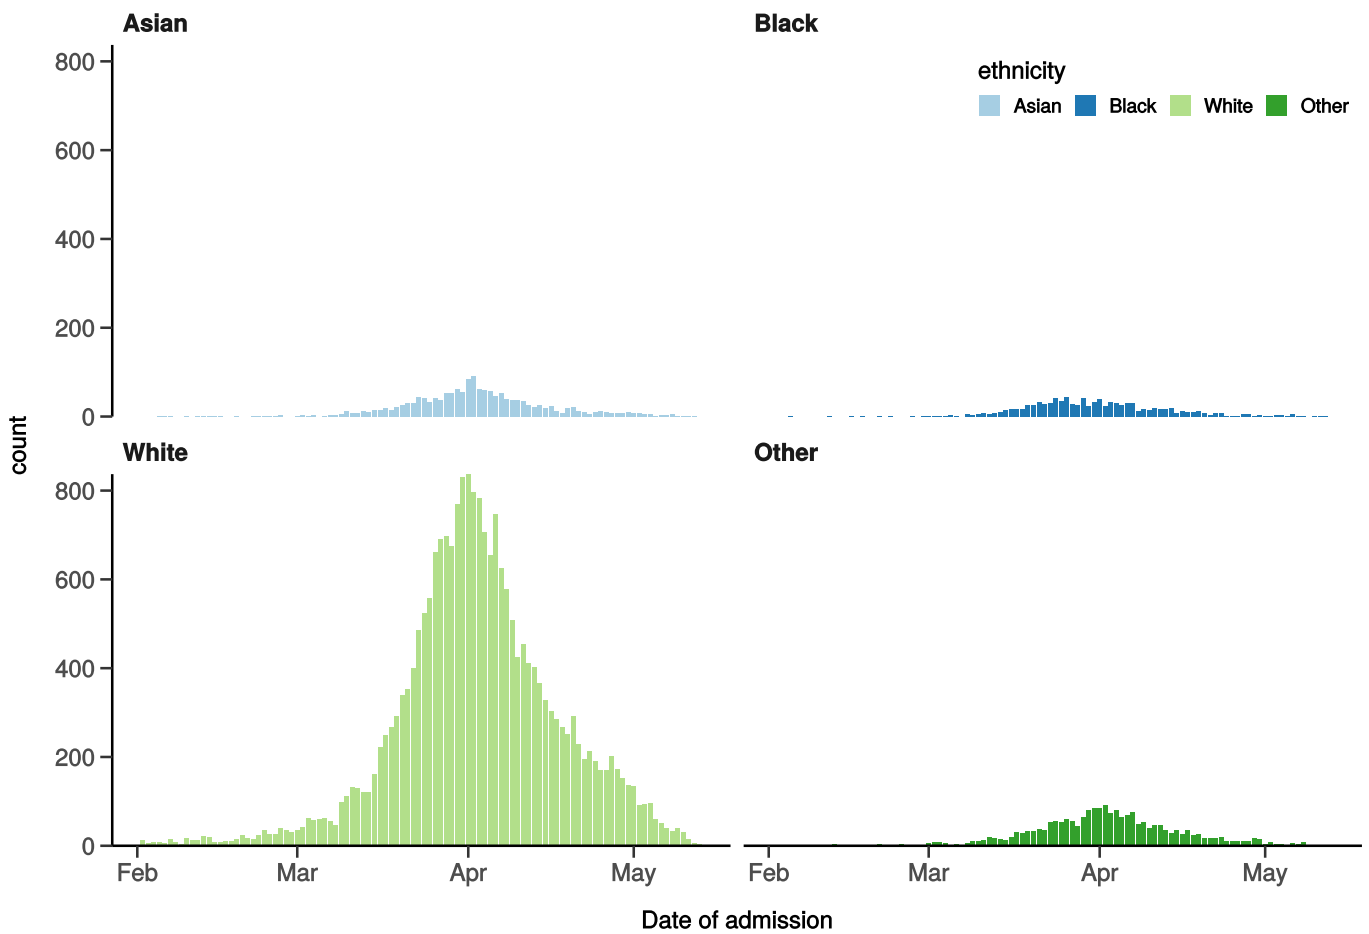 Asian
Black
ethnicity
Asian Black White Other
800
600
400
200
0
count
White
Other
800
600
400
200
0
Feb Mar Apr May
Feb Mar Apr May
Date of admission